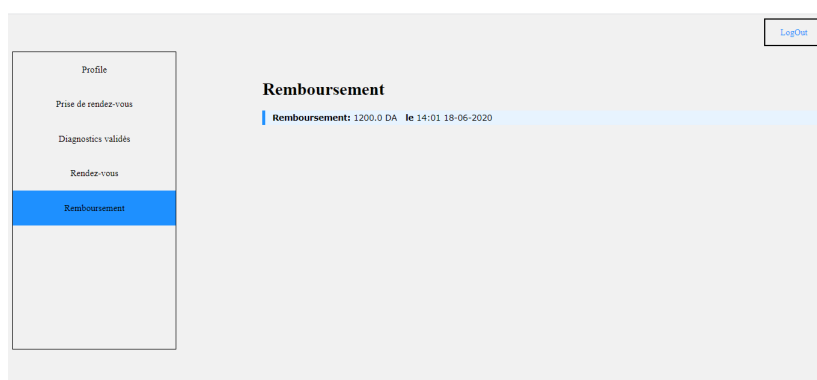 LogOut
Profile
Prise de rendez-vous
Diagnostics validés
Rendez-vous
Remboursement
Remboursement
Remboursement: 1200.0 DA le 14:01 18-06-2020